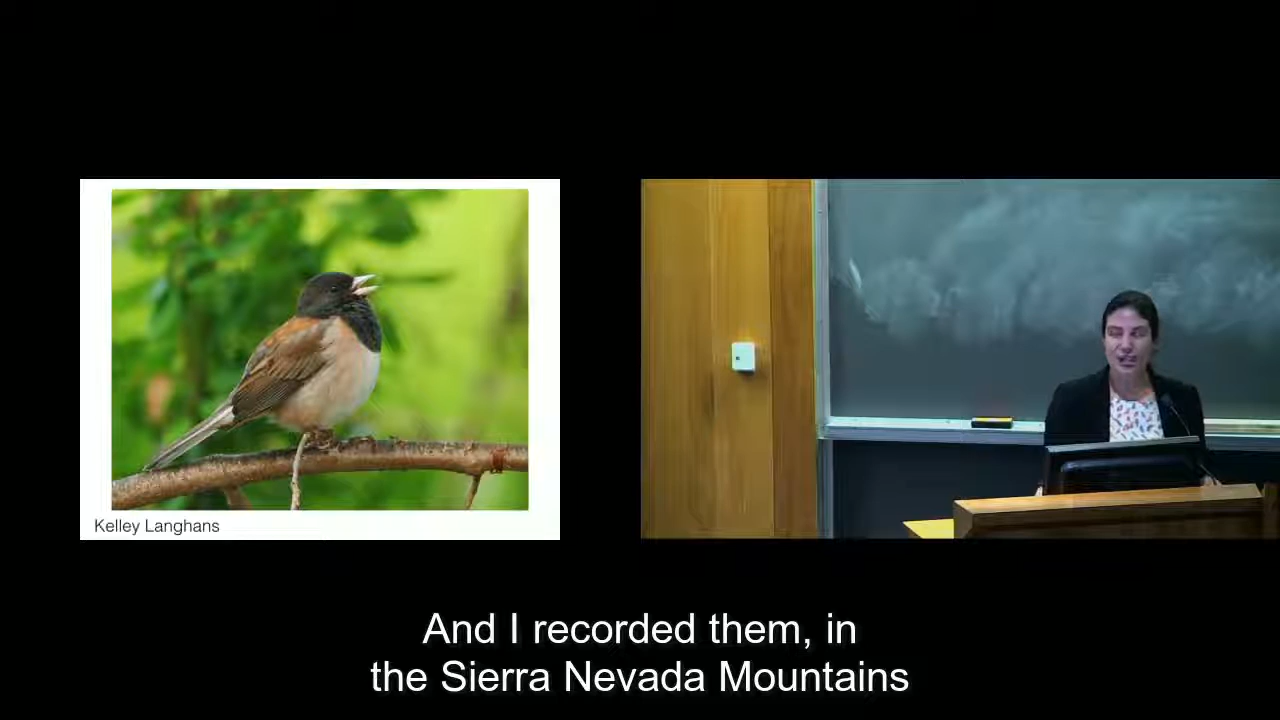 Kelley Langhans
And I recorded them, in
the Sierra Nevada Mountains